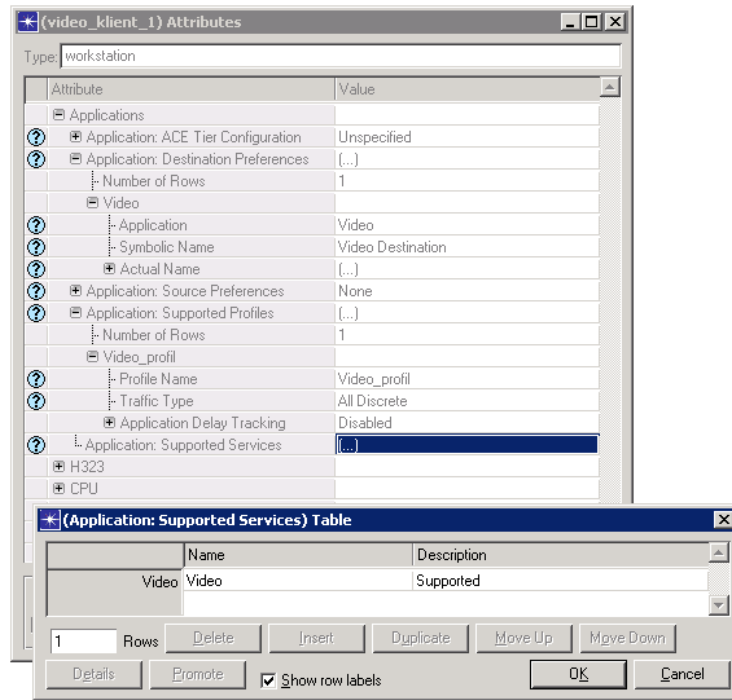 (video_klient_1) Attributes
Type: workstation
Attribute Value
Applications
Application: ACE Tier Configuration Unspecified
Application: Destination Preferences (...)
Number of Rows 1
Video
Application Video
Symbolic Name Video Destination
Actual Name (...)
Application: Source Preferences None
Application: Supported Profiles (...)
Number of Rows 1
Video_profil
Profile Name Video_profil
Traffic Type All Discrete
Application Delay Tracking Disabled
Application: Supported Services (...)
H323
CPU
(Application: Supported Services) Table
Name Description
Video Video Supported
1 Rows Delete Insert Duplicate Move Up Move Down
Details Promote Show row labels OK Cancel